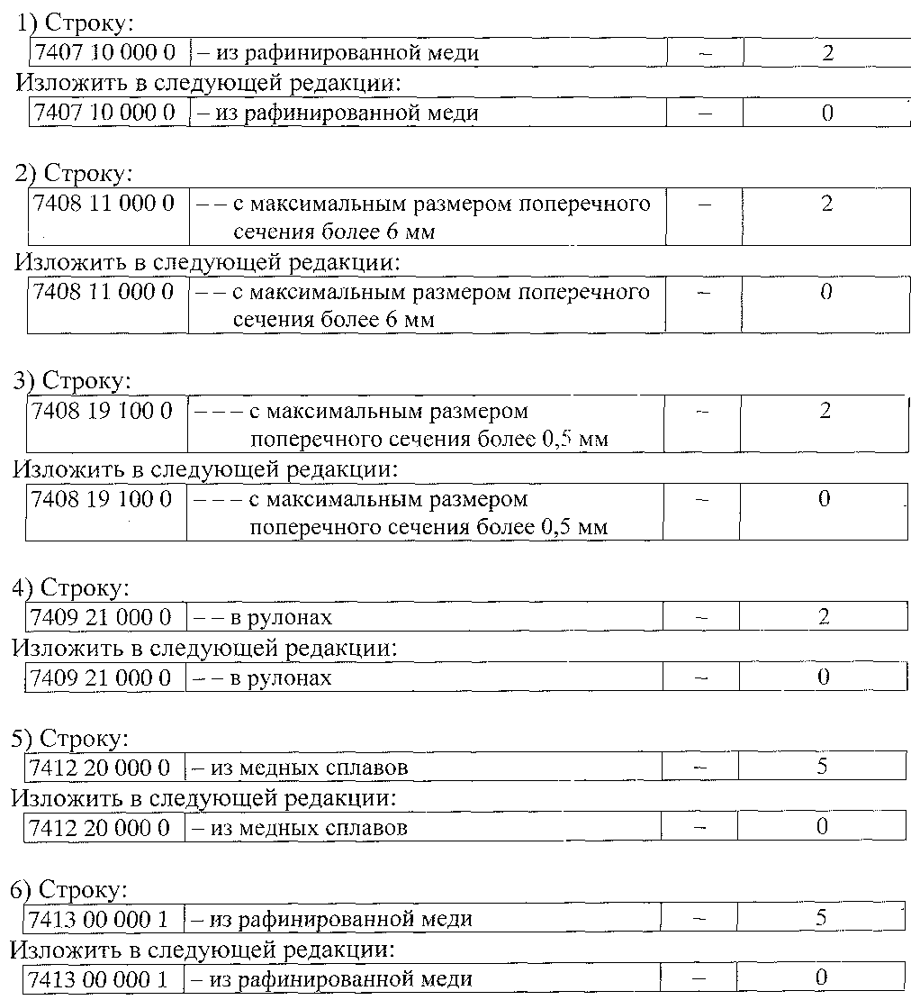 1) Строку:
7407 10 000 0 – из рафинированной меди – 2
Изложить в следующей редакции:
7407 10 000 0 – из рафинированной меди – 0
2) Строку:
7408 11 000 0 – – с максимальным размером поперечного – 2
сечения более 6 мм
Изложить в следующей редакции:
7408 11 000 0 – – с максимальным размером поперечного – 0
сечения более 6 мм
3) Строку:
7408 19 100 0 – – – с максимальным размером – 2
поперечного сечения более 0,5 мм
Изложить в следующей редакции:
7408 19 100 0 – – – с максимальным размером – 0
поперечного сечения более 0,5 мм
4) Строку:
7409 21 000 0 – – в рулонах – 2
Изложить в следующей редакции:
7409 21 000 0 – – в рулонах – 0
5) Строку:
7412 20 000 0 – из медных сплавов – 5
Изложить в следующей редакции:
7412 20 000 0 – из медных сплавов – 0
6) Строку:
7413 00 000 1 – из рафинированной меди – 5
Изложить в следующей редакции:
7413 00 000 1 – из рафинированной меди – 0